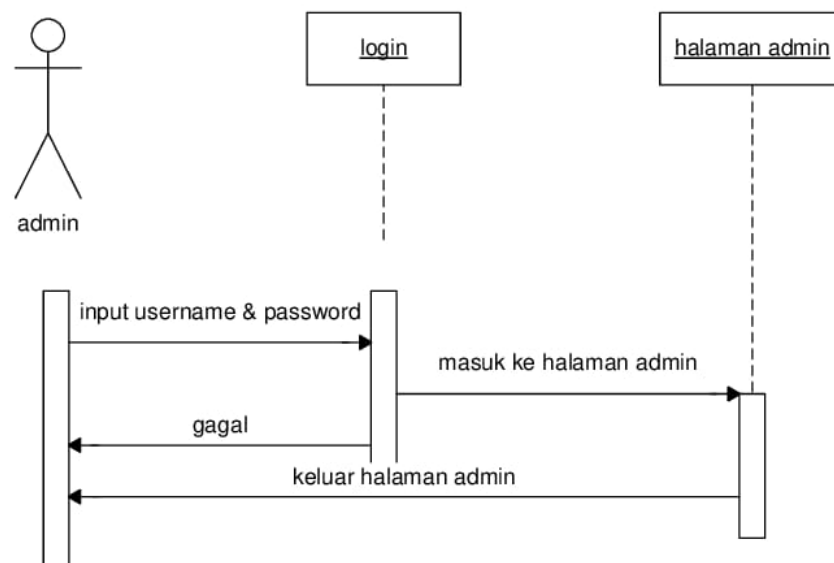 login
halaman admin
admin
input username & password
masuk ke halaman admin
gagal
keluar halaman admin